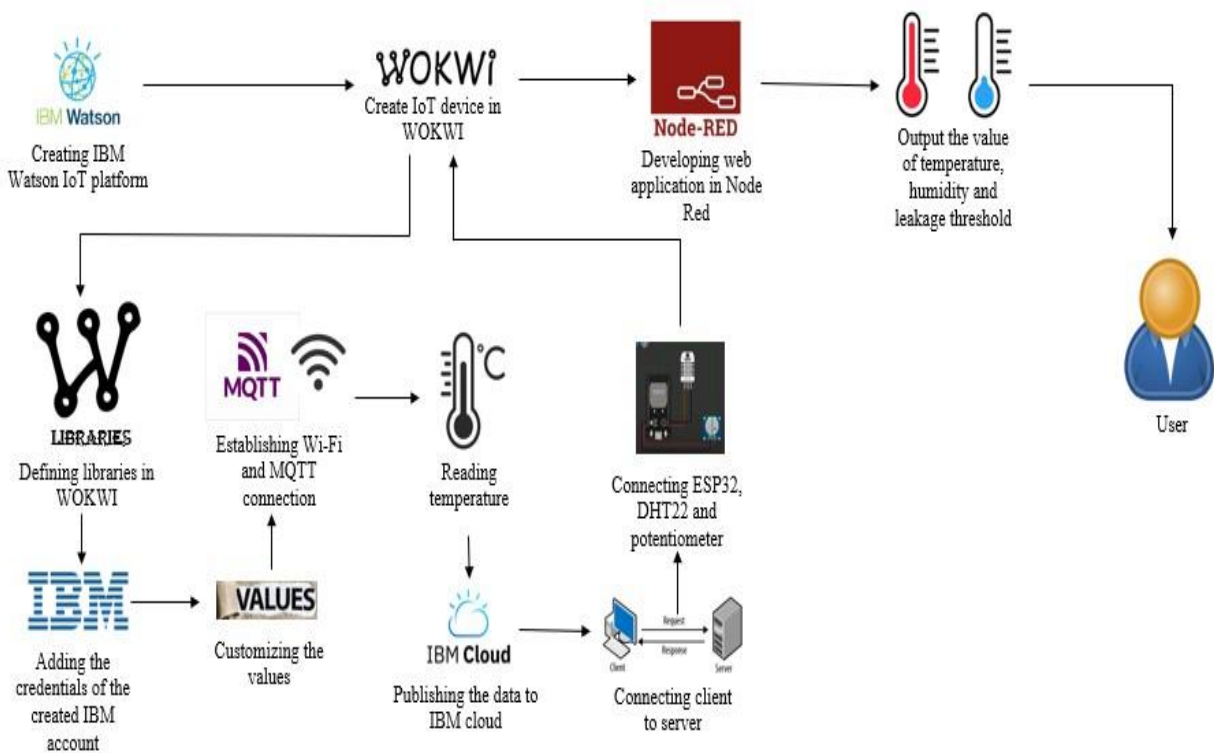 IBM Watson
Creating IBM
Watson IoT platform
WOKWi
Create IoT device in
WOKWI
Node-RED
Developing web
application in Node
Red
Output the value
of temperature,
humidity and
leakage threshold
User
LIBRARIES
Defining libraries in
WOKWI
MQTT
Establishing Wi-Fi
and MQTT
connection
°C
Reading
temperature
Connecting ESP32,
DHT22 and
potentiometer
IBM
Adding the
credentials of the
created IBM
account
VALUES
Customizing the
values
IBM Cloud
Publishing the data to
IBM cloud
Request
Response
Client
Server
Connecting client
to server